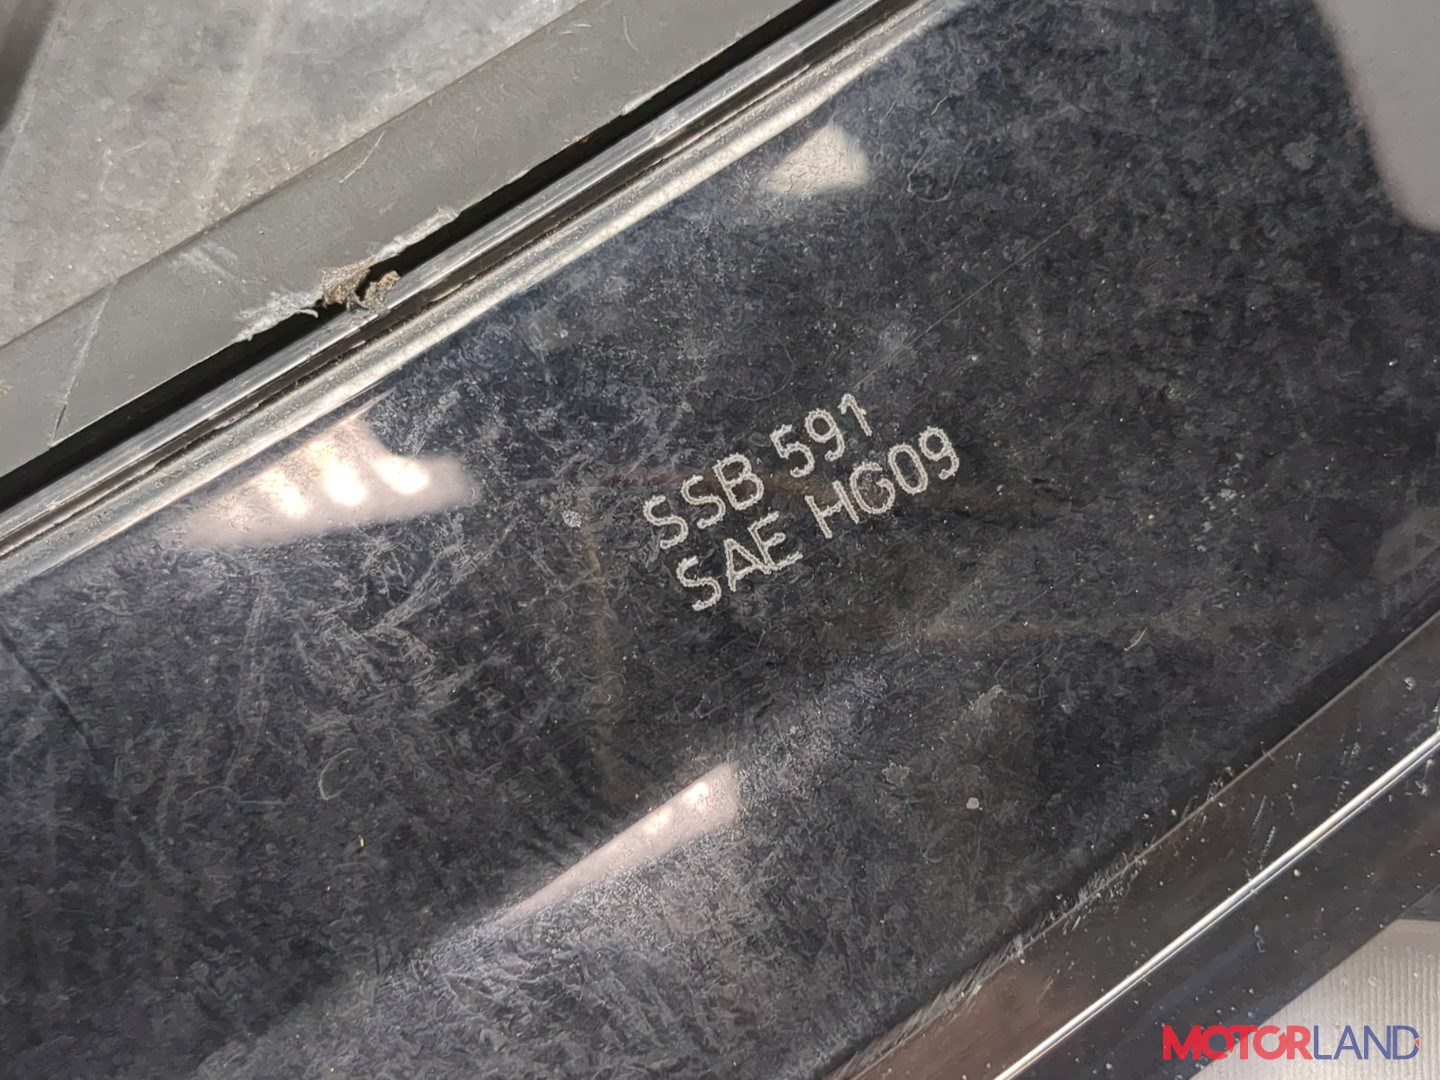 SSB 591
SAE HG09
MOTORLAND